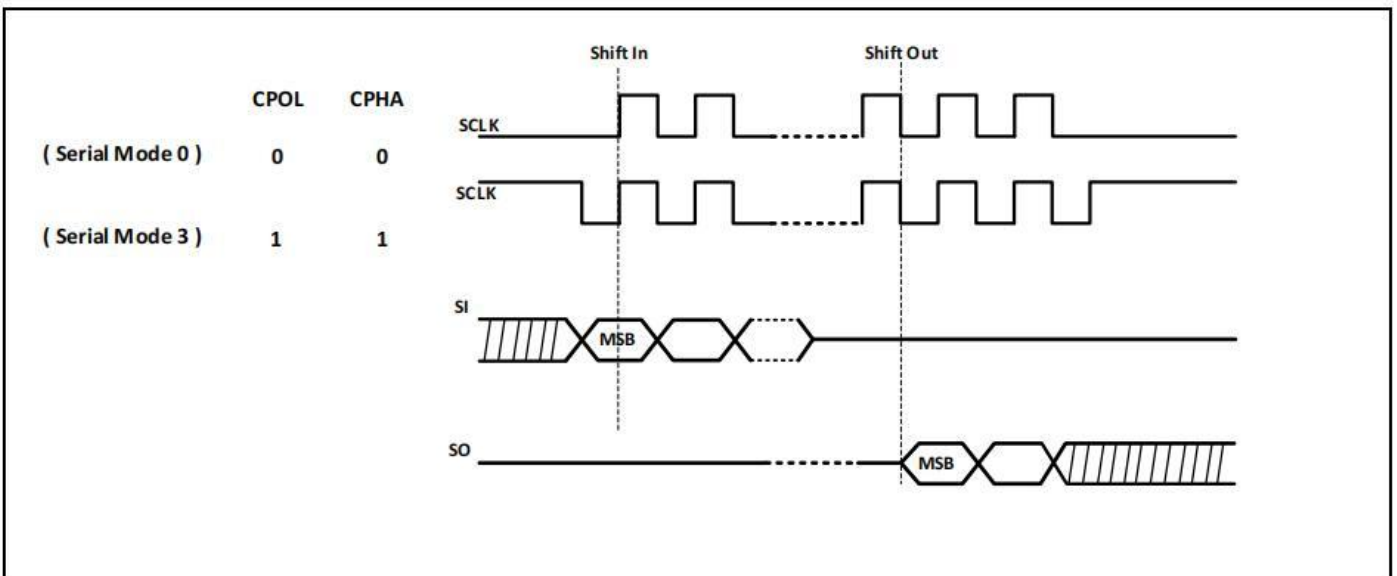 Shift In Shift Out
CPOL CPHA
SCLK
( Serial Mode 0 ) 0 0
SCLK
( Serial Mode 3 ) 1 1
SI
MSB
SO
MSB